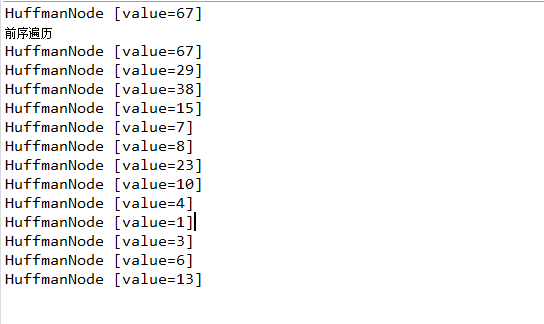 HuffmanNode [value=67]
前序遍历
HuffmanNode [value=67]
HuffmanNode [value=29]
HuffmanNode [value=38]
HuffmanNode [value=15]
HuffmanNode [value=7]
HuffmanNode [value=8]
HuffmanNode [value=23]
HuffmanNode [value=10]
HuffmanNode [value=4]
HuffmanNode [value=1]
HuffmanNode [value=3]
HuffmanNode [value=6]
HuffmanNode [value=13]